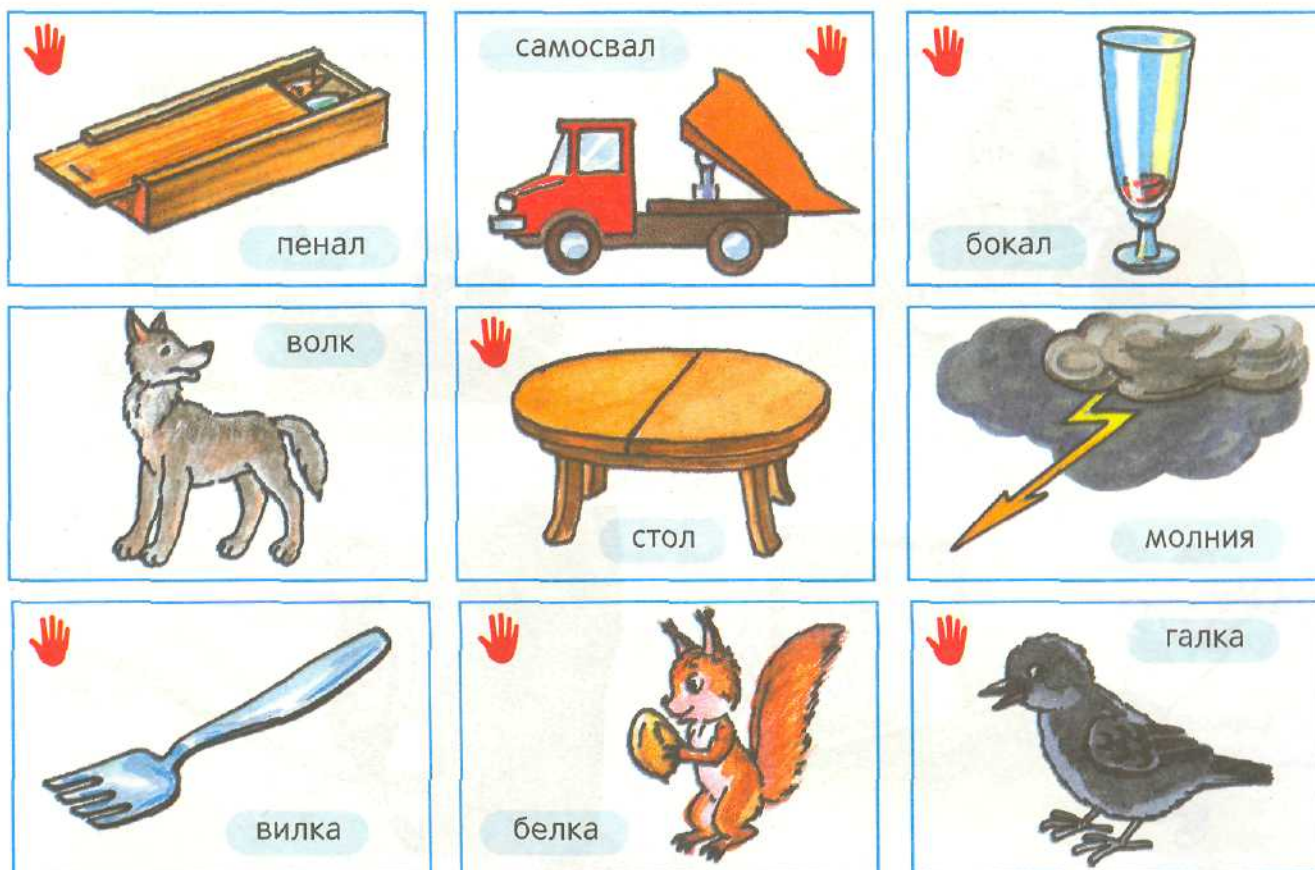 пенал
самосвал
бокал
волк
стол
молния
вилка
белка
галка